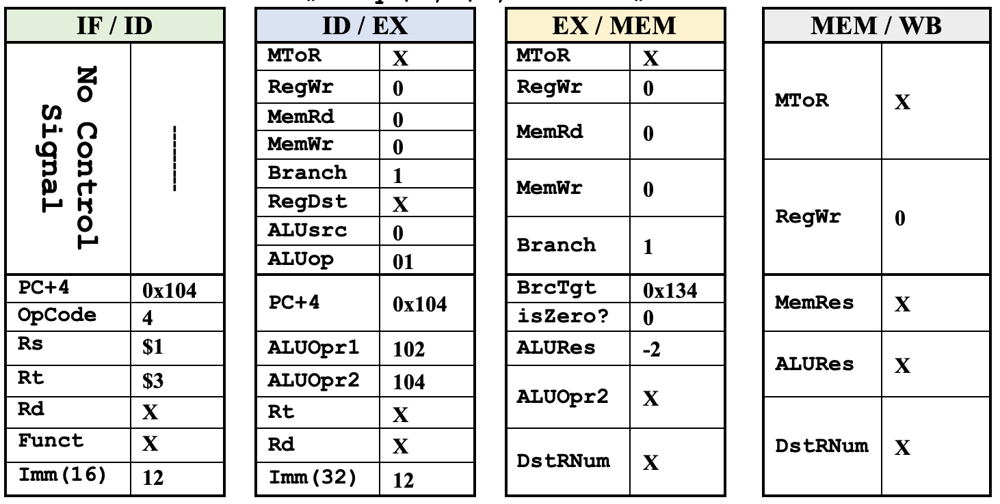 IF / ID
No Control Signal --------
PC+4 0x104
OpCode 4
Rs $1
Rt $3
Rd X
Funct X
Imm(16) 12
ID / EX
MToR X
RegWr 0
MemRd 0
MemWr 0
Branch 1
RegDst X
ALUsrc 0
ALUop 01
PC+4 0x104
ALUOpr1 102
ALUOpr2 104
Rt X
Rd X
Imm(32) 12
EX / MEM
MToR X
RegWr 0
MemRd 0
MemWr 0
Branch 1
BrcTgt 0x134
isZero? 0
ALURes -2
ALUOpr2 X
DstRNum X
MEM / WB
MToR X
RegWr 0
MemRes X
ALURes X
DstRNum X